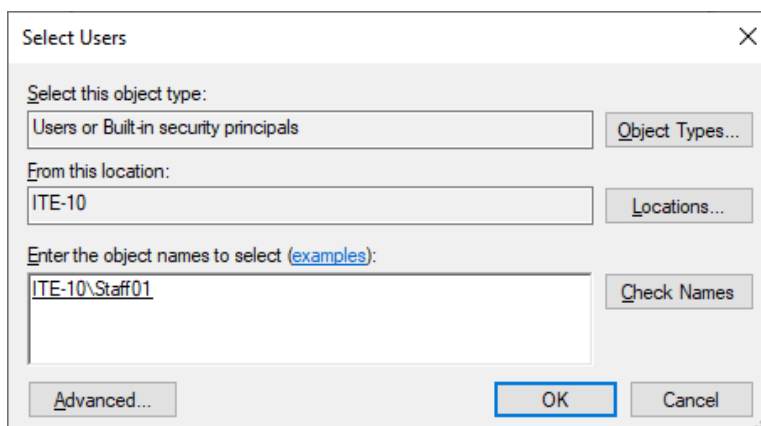 Select Users
Select this object type:
Users or Built-in security principals
Object Types...
From this location:
ITE-10
Locations...
Enter the object names to select (examples):
ITE-10\Staff01
Check Names
Advanced...
OK
Cancel